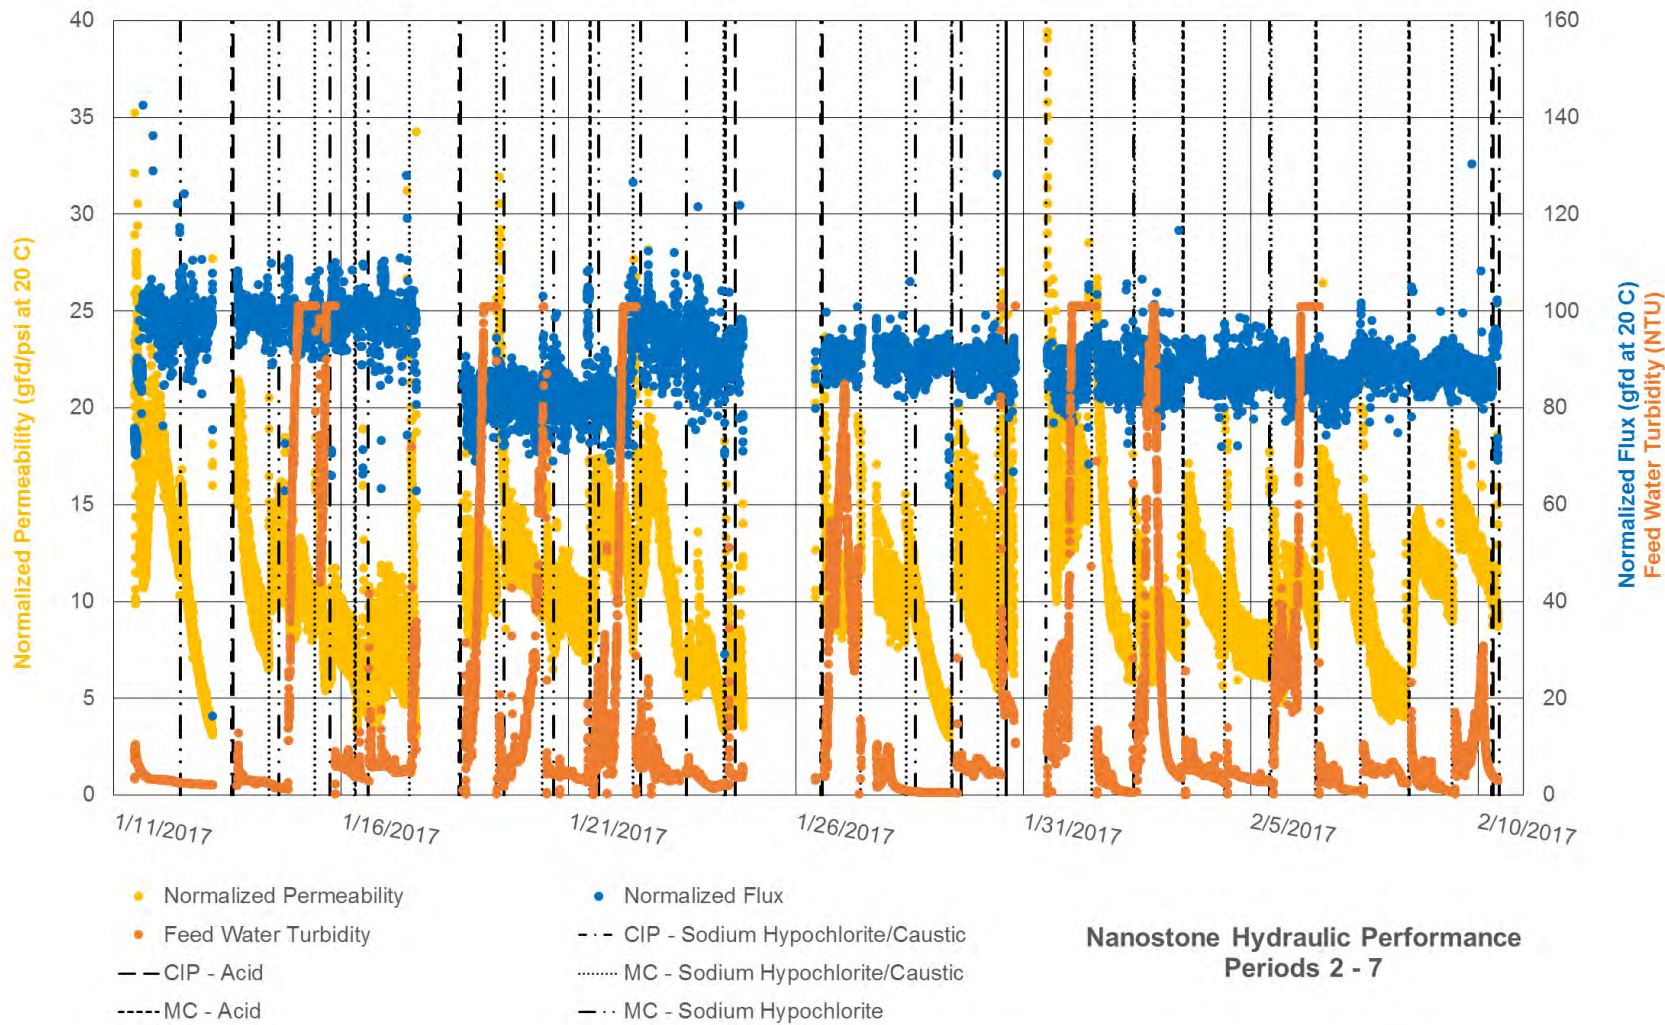 40
35
30
25
20
15
10
5
0
Normalized Permeability (gfd/psi at 20 C)
160
140
120
100
80
60
40
20
0
Normalized Flux (gfd at 20 C)
Feed Water Turbidity (NTU)
1/11/2017
1/16/2017
1/21/2017
1/26/2017
1/31/2017
2/5/2017
2/10/2017
Normalized Permeability
Normalized Flux
Feed Water Turbidity
CIP - Sodium Hypochlorite/Caustic
CIP - Acid
MC - Sodium Hypochlorite/Caustic
MC - Acid
MC - Sodium Hypochlorite
Nanostone Hydraulic Performance
Periods 2 - 7